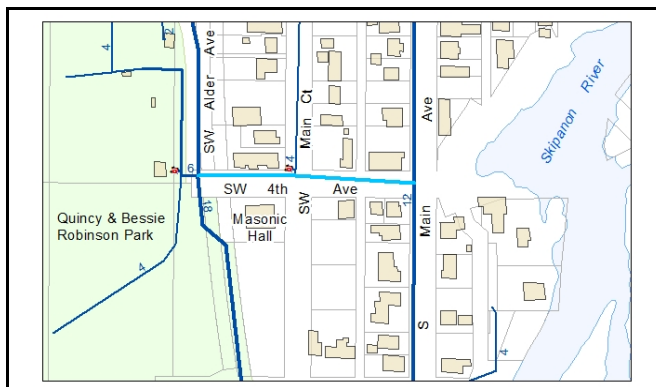 4
2
SW Alder Ave
Main Ct
Ave
Skipanon River
6
4
SW 4th Ave
SW
12
Quincy & Bessie
Robinson Park
18
Masonic
Hall
Main
4
S
4